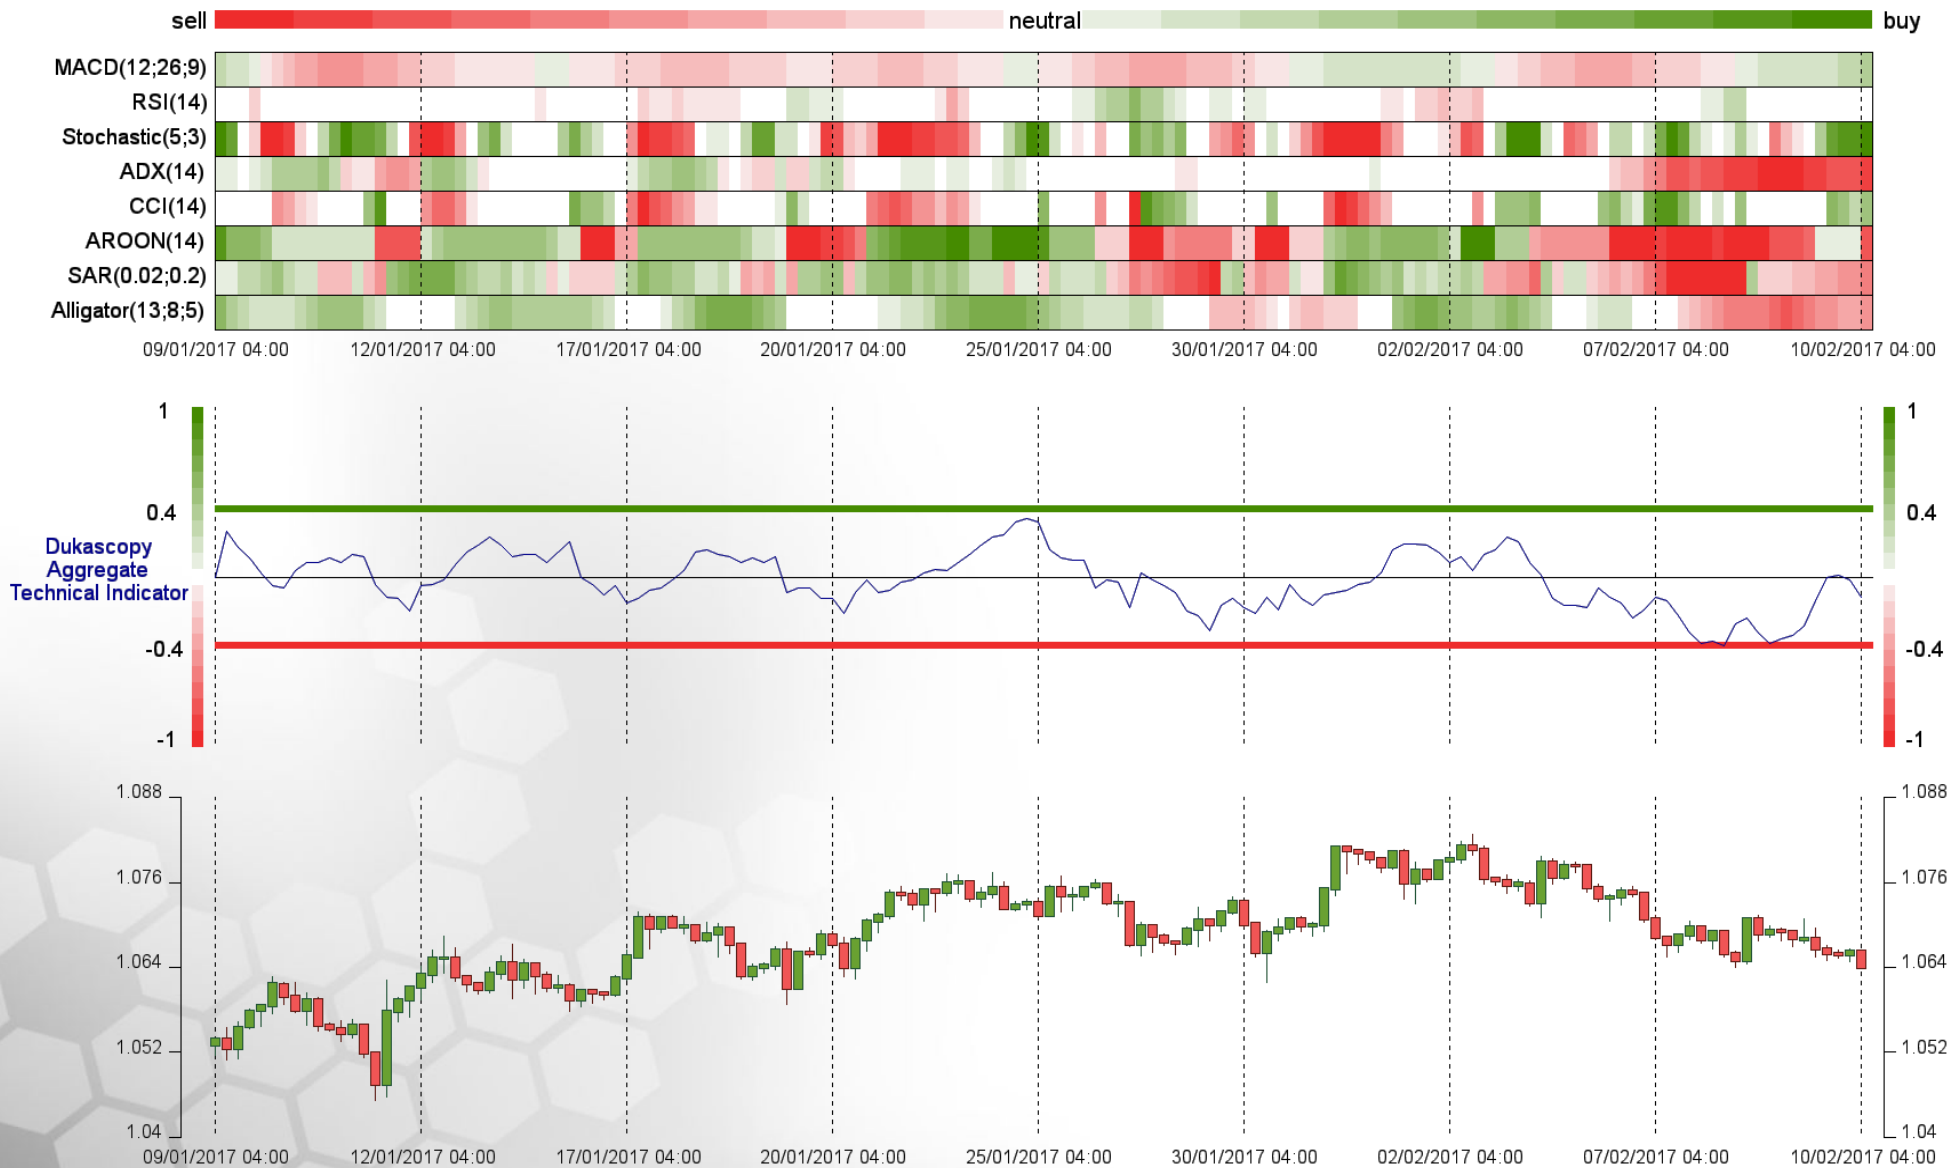 sell neutral buy
MACD(12;26;9)
RSI(14)
Stochastic(5;3)
ADX(14)
CCI(14)
AROON(14)
SAR(0.02;0.2)
Alligator(13;8;5)
09/01/2017 04:00 12/01/2017 04:00 17/01/2017 04:00 20/01/2017 04:00 25/01/2017 04:00 30/01/2017 04:00 02/02/2017 04:00 07/02/2017 04:00 10/02/2017 04:00
1 1
0.4 0.4
Dukascopy
Aggregate
Technical Indicator
-0.4 -0.4
-1 -1
1.088 1.088
1.076 1.076
1.064 1.064
1.052 1.052
1.04 1.04
09/01/2017 04:00 12/01/2017 04:00 17/01/2017 04:00 20/01/2017 04:00 25/01/2017 04:00 30/01/2017 04:00 02/02/2017 04:00 07/02/2017 04:00 10/02/2017 04:00